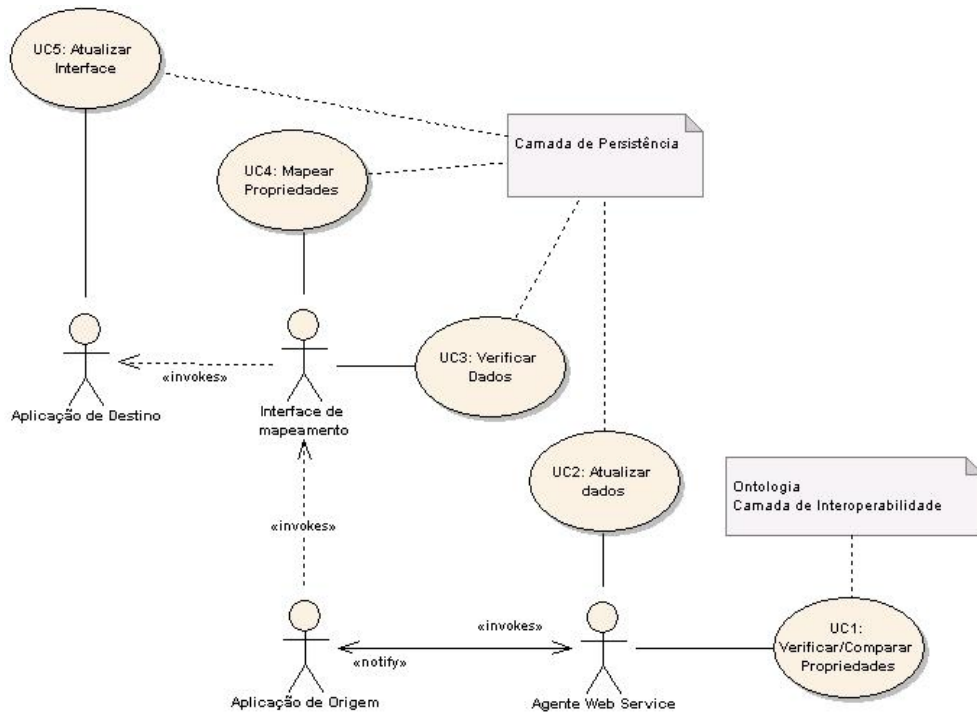 UC5: Atualizar
Interface
Camada de Persistência
UC4: Mapear
Propriedades
UC3: Verificar
Dados
«invokes»
Aplicação de Destino
Interface de
mapeamento
UC2: Atualizar
dados
Ontologia
Camada de Interoperabilidade
«invokes»
UC1:
Verificar/Comparar
Propriedades
«invokes»
«notify»
Aplicação de Origem
Agente Web Service